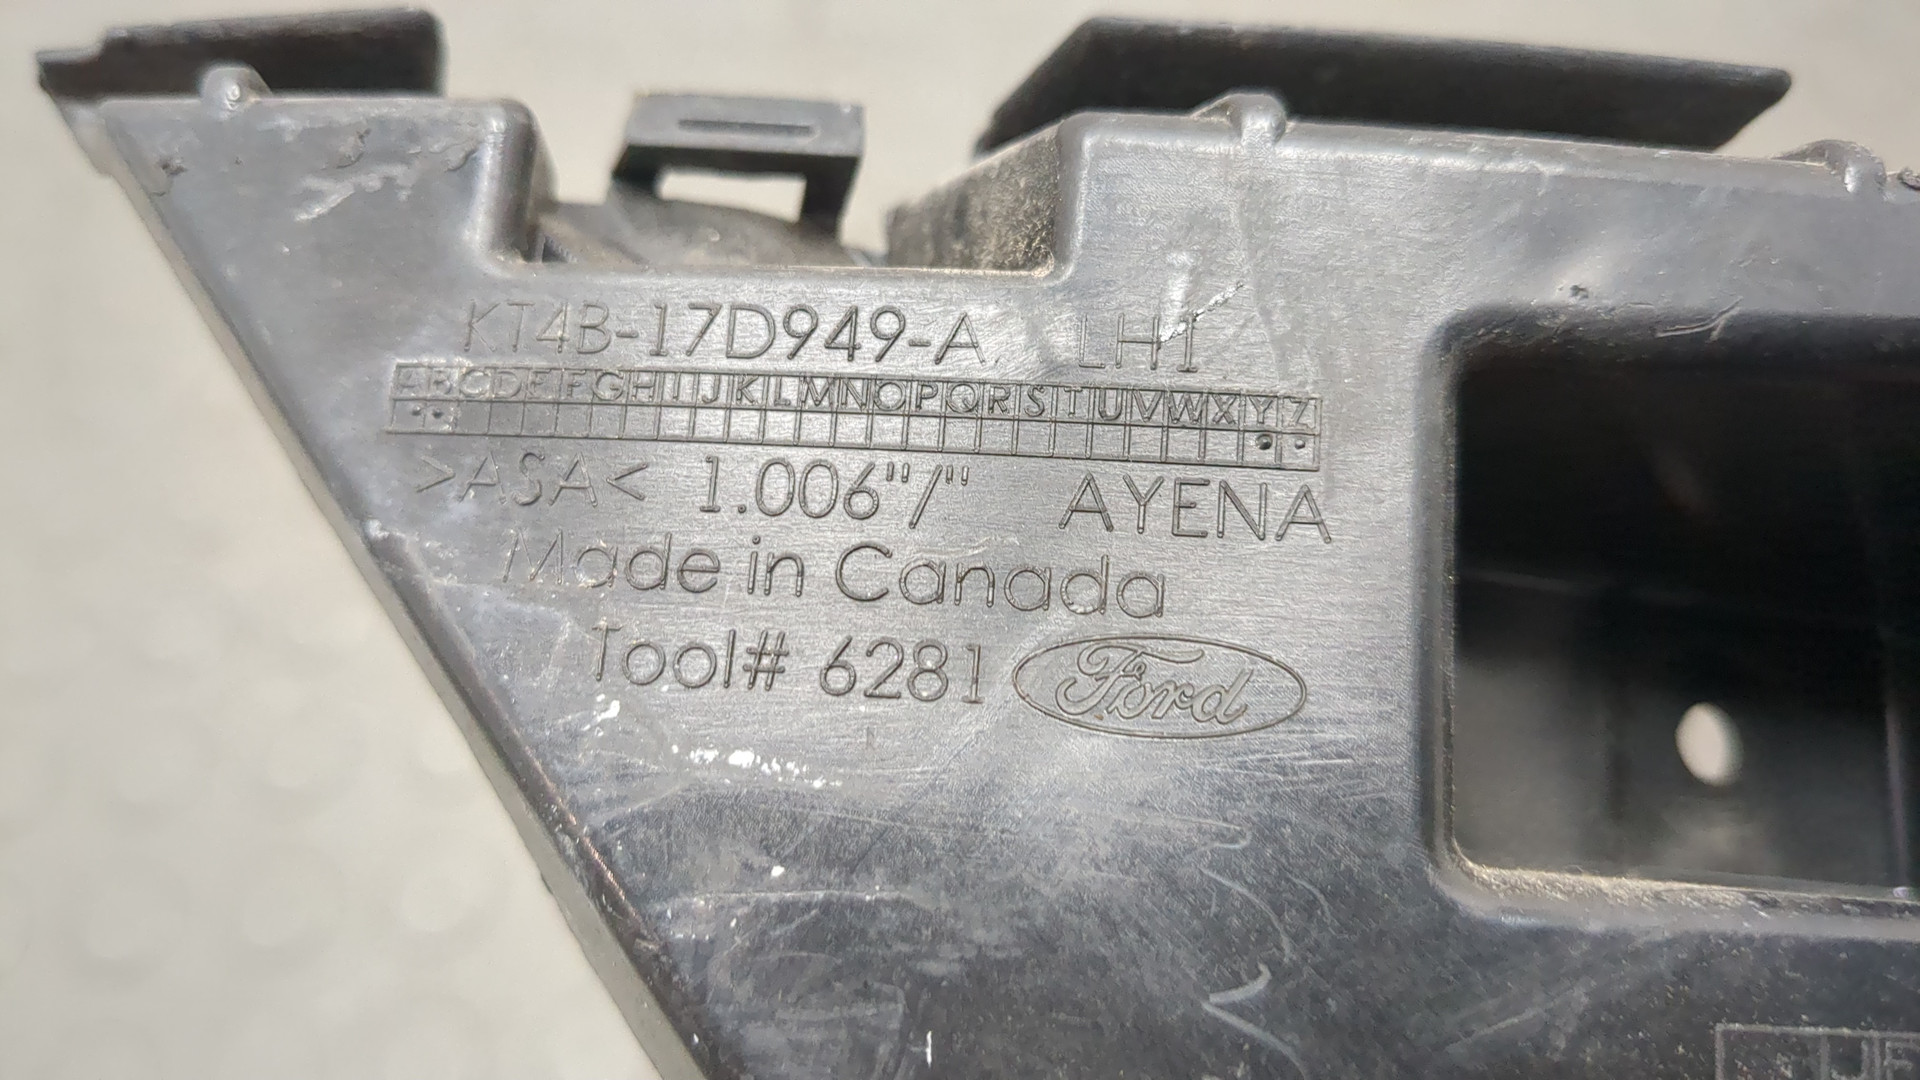 KT4B-17D949-A LH1
ABCDEFGHIJKLMNOPQRSTUVWXYZ
>ASA< 1.006"/" AYENA
Made in Canada
Tool# 6281 Ford